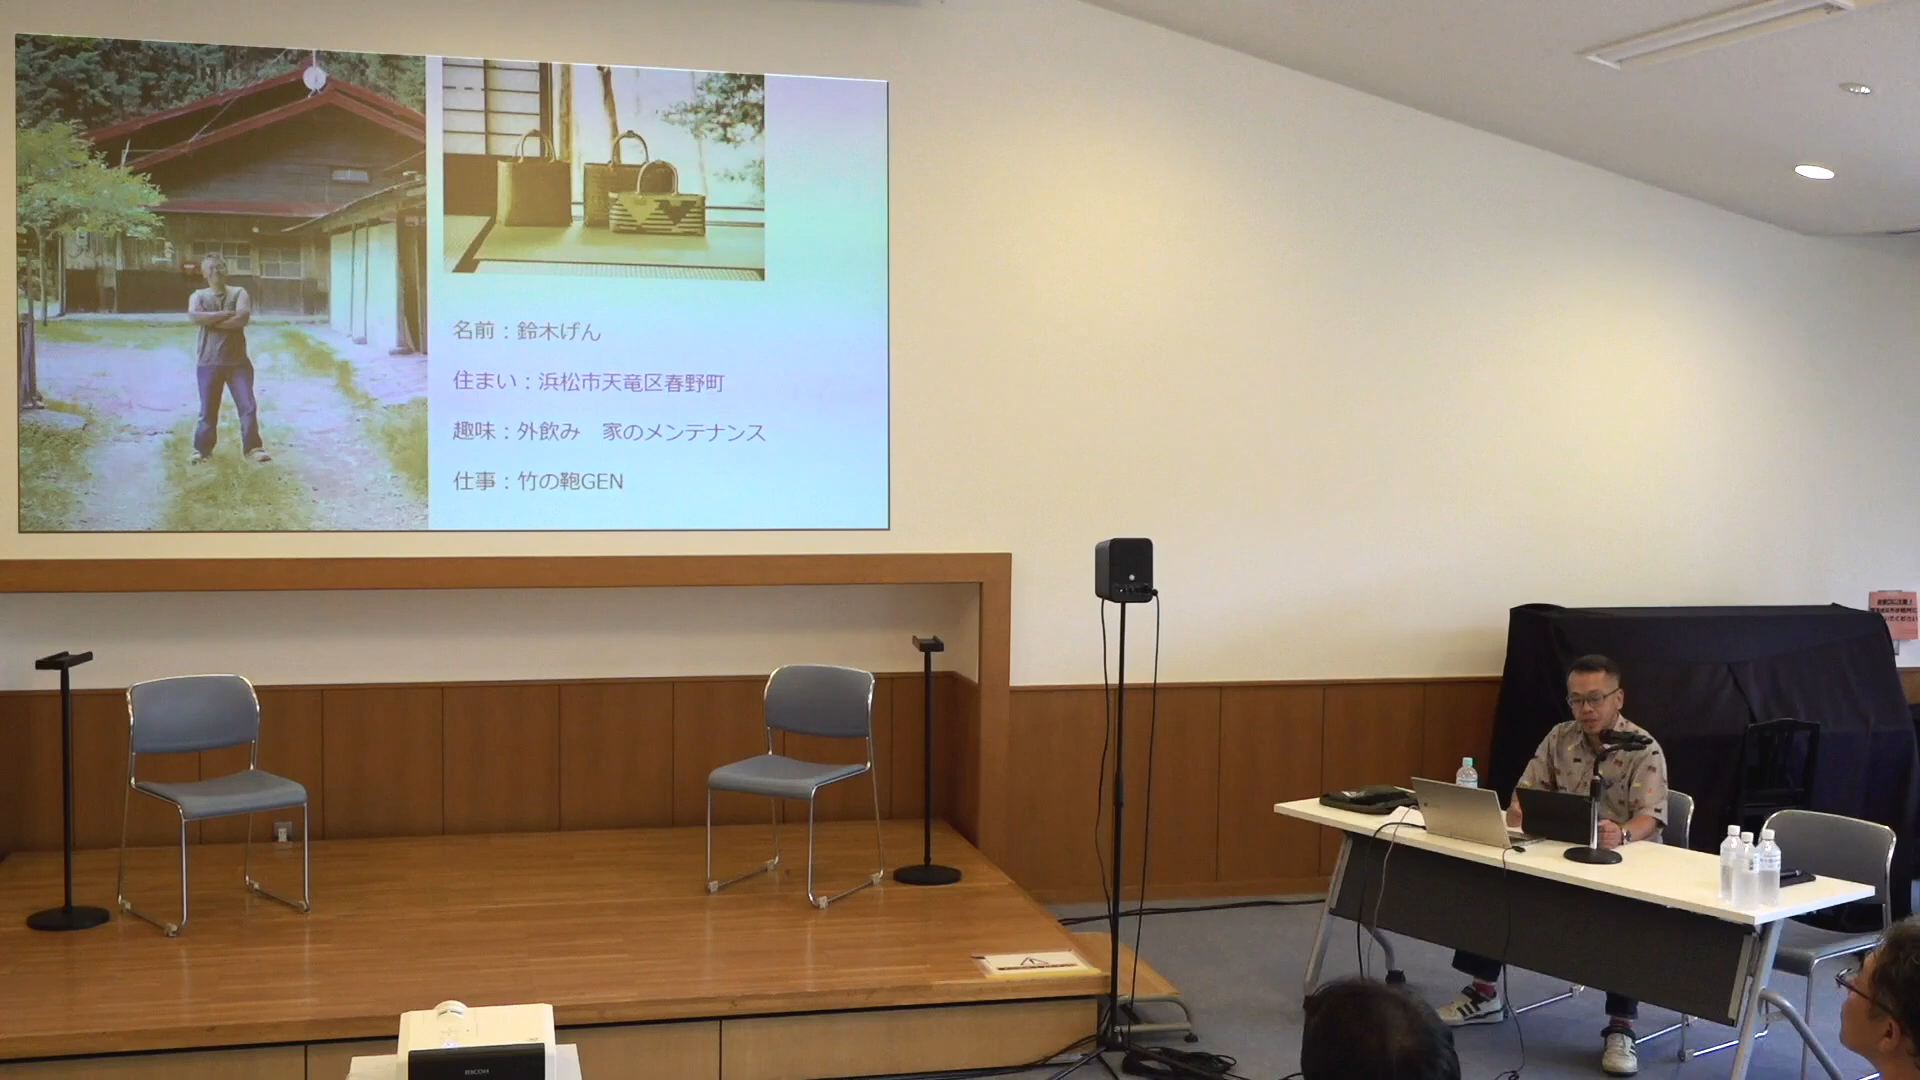 名前：鈴木げん
住まい：浜松市天竜区春野町
趣味：外飲み　家のメンテナンス
仕事：竹の鞄GEN
RICOH